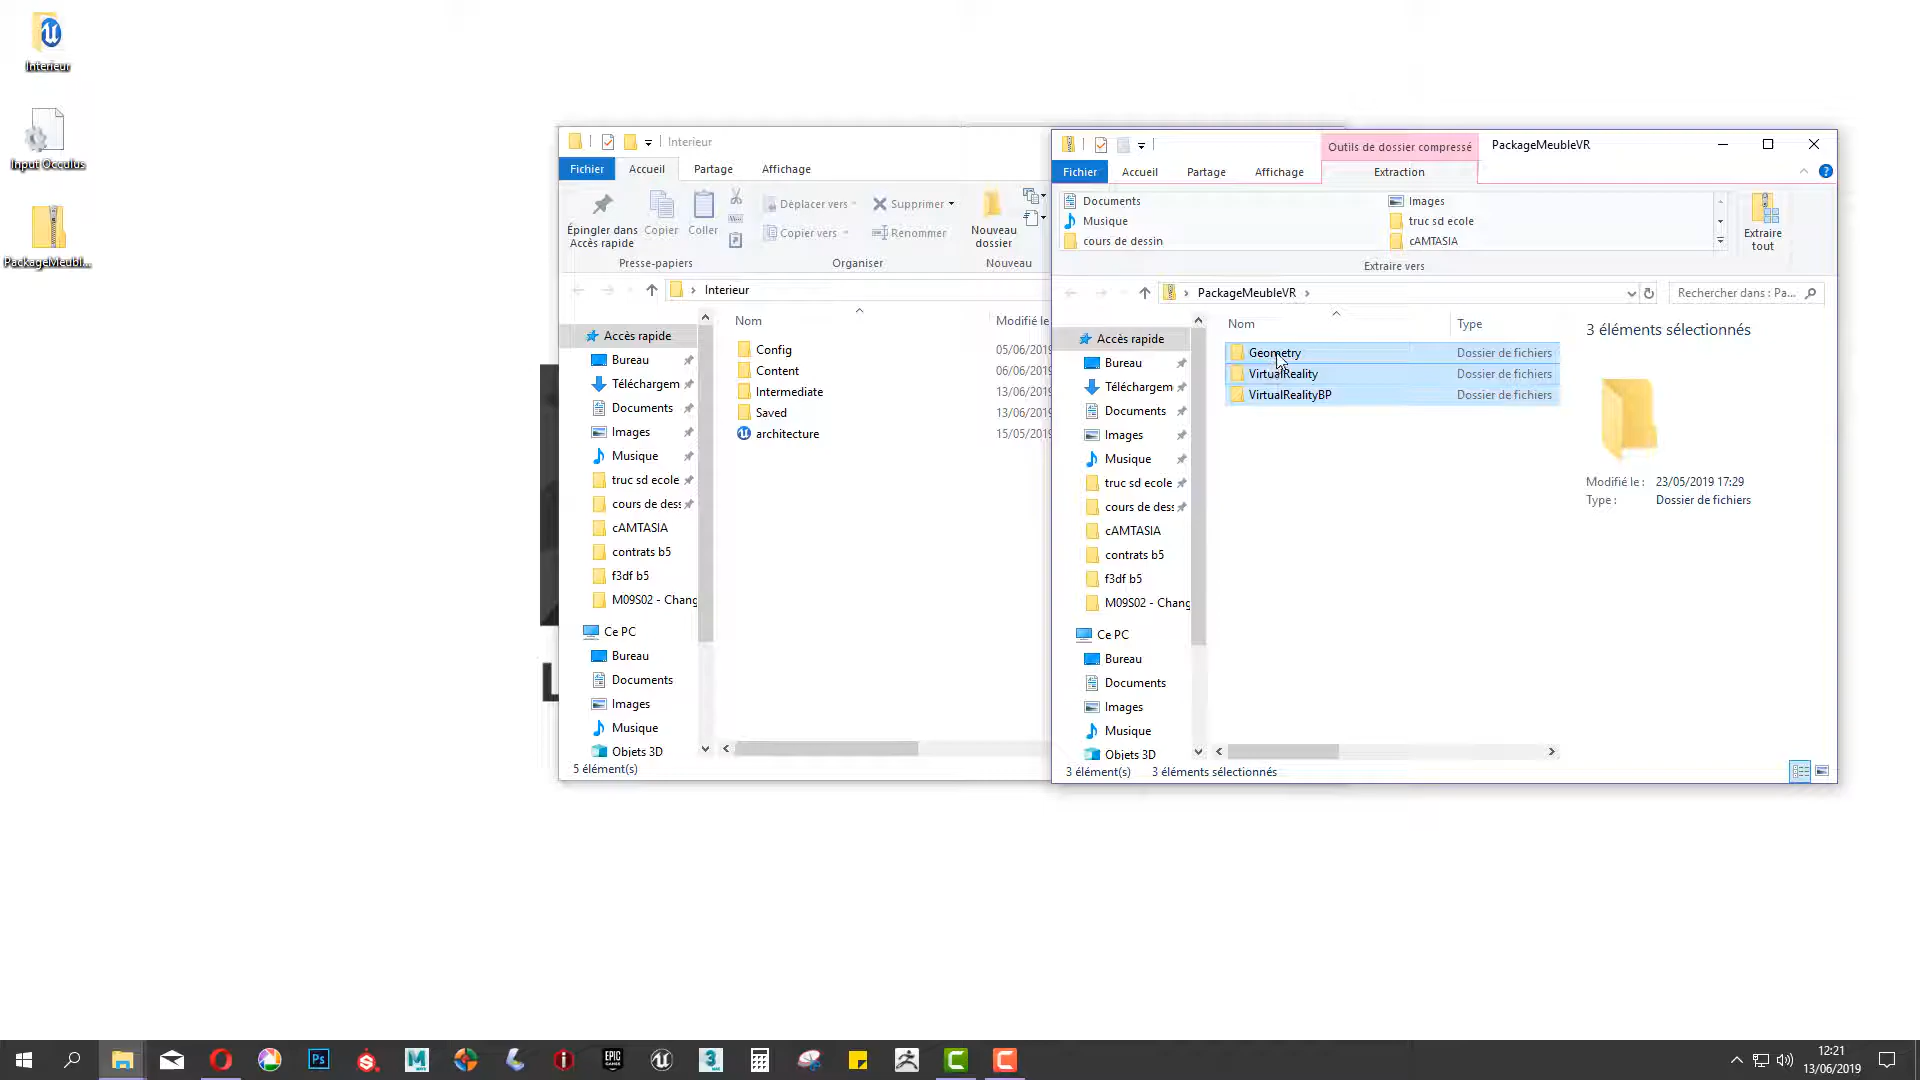 Interieur
Input Occulus
PackageMeubl...
Interieur
Fichier Accueil Partage Affichage
Épingler dans Accès rapide
Copier
Coller
Déplacer vers
Copier vers
Supprimer
Renommer
Nouveau dossier
Presse-papiers Organiser Nouveau
Interieur
Nom Modifié le
Accès rapide
Bureau
Téléchargem
Documents
Images
Musique
truc sd ecole
cours de dess
cAMTASIA
contrats b5
f3df b5
M09S02 - Chang
Ce PC
Bureau
Documents
Images
Musique
Objets 3D
Config 05/06/2019
Content 06/06/2019
Intermediate 13/06/2019
Saved 13/06/2019
architecture 15/05/2019
5 élément(s)
Outils de dossier compressé PackageMeubleVR
Fichier Accueil Partage Affichage Extraction
Documents Images
Musique truc sd ecole
cours de dessin cAMTASIA
Extraire tout
Extraire vers
PackageMeubleVR
Rechercher dans : Pa...
Nom Type
Accès rapide
Bureau
Téléchargem
Documents
Images
Musique
truc sd ecole
cours de dess
cAMTASIA
contrats b5
f3df b5
M09S02 - Chang
Ce PC
Bureau
Documents
Images
Musique
Objets 3D
Geometry Dossier de fichiers
VirtualReality Dossier de fichiers
VirtualRealityBP Dossier de fichiers
3 éléments sélectionnés
Modifié le : 23/05/2019 17:29
Type : Dossier de fichiers
3 élément(s) 3 éléments sélectionnés
12:21
13/06/2019